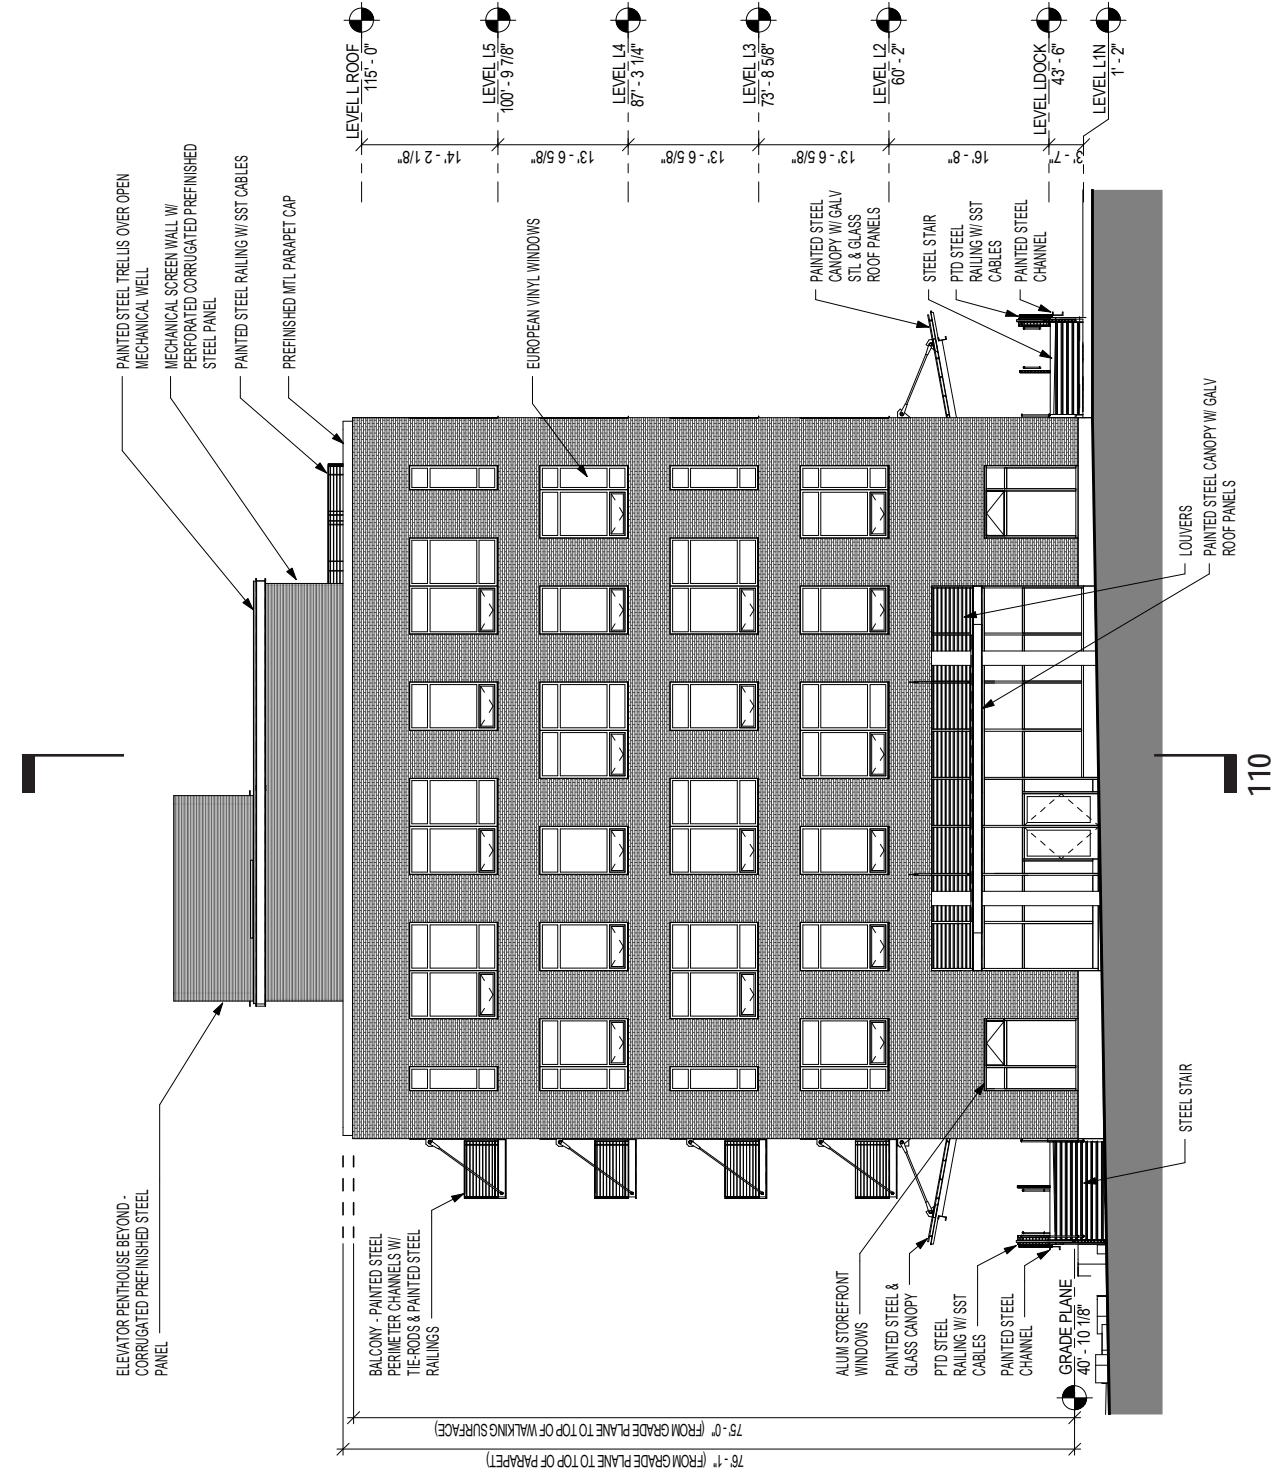 ELEVATOR PENTHOUSE BEYOND -
CORRUGATED PREFINISHED STEEL
PANEL
PAINTED STEEL TRELLIS OVER OPEN
MECHANICAL WELL
MECHANICAL SCREEN WALL W/
PERFORATED CORRUGATED PREFINISHED
STEEL PANEL
PAINTED STEEL RAILING W/ SST CABLES
PREFINISHED MTL PARAPET CAP
LEVEL L ROOF
115' - 0"
14' - 2 1/8"
LEVEL L5
100' - 9 7/8"
13' - 6 5/8"
LEVEL L4
87' - 3 1/4"
13' - 6 5/8"
LEVEL L3
73' - 8 5/8"
13' - 6 5/8"
LEVEL L2
60' - 2"
16' - 8"
LEVEL LDOCK
43' - 6"
3' - 7"
LEVEL L1N
1' - 2"
EUROPEAN VINYL WINDOWS
BALCONY - PAINTED STEEL
PERIMETER CHANNELS W/
TIE-RODS & PAINTED STEEL
RAILINGS
76' - 1" (FROM GRADE PLANE TO TOP OF PARAPET)
75'-0" (FROM GRADE PLANE TO TOP OF WALKING SURFACE)
PAINTED STEEL
CANOPY W/ GALV
STL & GLASS
ROOF PANELS
STEEL STAIR
PTD STEEL
RAILING W/ SST
CABLES
PAINTED STEEL
CHANNEL
ALUM STOREFRONT
WINDOWS
PAINTED STEEL &
GLASS CANOPY
PTD STEEL
RAILING W/ SST
CABLES
PAINTED STEEL
CHANNEL
GRADE PLANE
40' - 10 1/8"
STEEL STAIR
LOUVERS
PAINTED STEEL CANOPY W/ GALV
ROOF PANELS
110